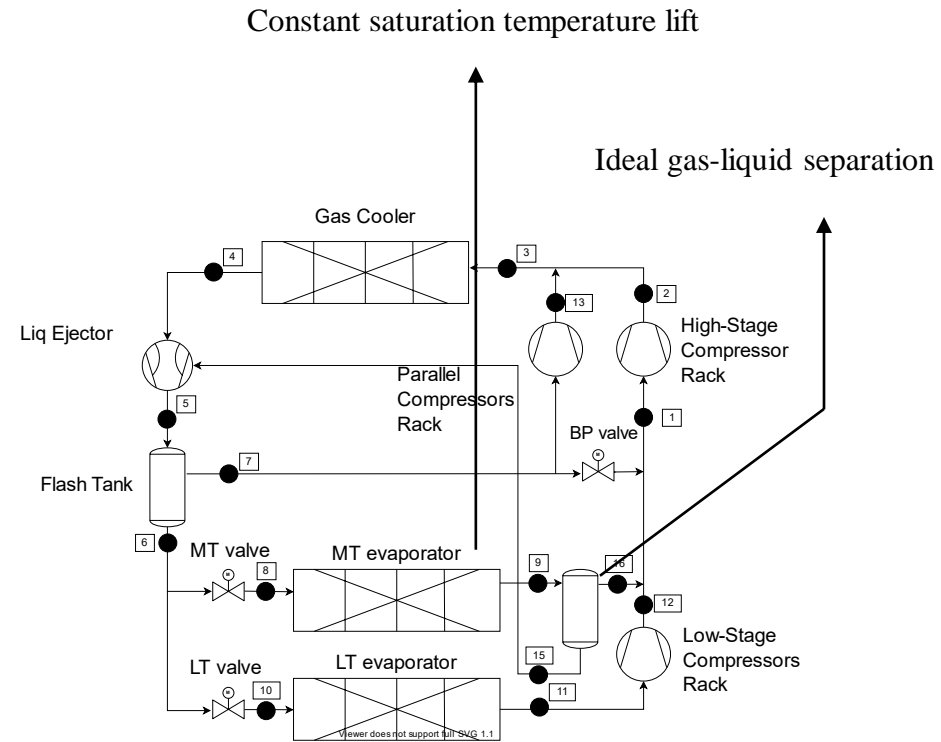 Constant saturation temperature lift
Ideal gas-liquid separation
Gas Cooler
4
3
13
2
Liq Ejector
High-Stage
Compressor
Rack
Parallel
Compressors
Rack
5
1
BP valve
M
7
Flash Tank
6
MT valve
M
8
MT evaporator
9
16
12
Low-Stage
Compressors
Rack
15
LT valve
M
10
LT evaporator
11
Viewer does not support full SVG 1.1